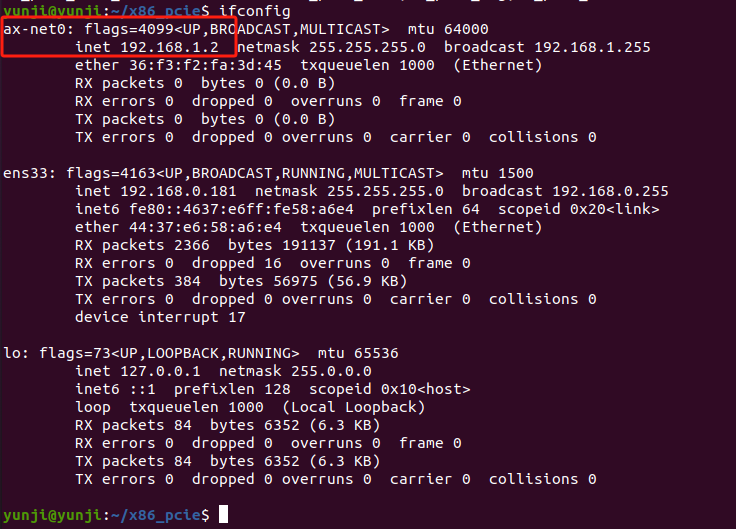 yunji@yunji:~/x86_pcie$ ifconfig
ax-net0: flags=4099<UP,BROADCAST,MULTICAST>  mtu 64000
        inet 192.168.1.2  netmask 255.255.255.0  broadcast 192.168.1.255
        ether 36:f3:f2:fa:3d:45  txqueuelen 1000  (Ethernet)
        RX packets 0  bytes 0 (0.0 B)
        RX errors 0  dropped 0  overruns 0  frame 0
        TX packets 0  bytes 0 (0.0 B)
        TX errors 0  dropped 0 overruns 0  carrier 0  collisions 0

ens33: flags=4163<UP,BROADCAST,RUNNING,MULTICAST>  mtu 1500
        inet 192.168.0.181  netmask 255.255.255.0  broadcast 192.168.0.255
        inet6 fe80::4637:e6ff:fe58:a6e4  prefixlen 64  scopeid 0x20<link>
        ether 44:37:e6:58:a6:e4  txqueuelen 1000  (Ethernet)
        RX packets 2366  bytes 191137 (191.1 KB)
        RX errors 0  dropped 16  overruns 0  frame 0
        TX packets 384  bytes 56975 (56.9 KB)
        TX errors 0  dropped 0 overruns 0  carrier 0  collisions 0
        device interrupt 17

lo: flags=73<UP,LOOPBACK,RUNNING>  mtu 65536
        inet 127.0.0.1  netmask 255.0.0.0
        inet6 ::1  prefixlen 128  scopeid 0x10<host>
        loop  txqueuelen 1000  (Local Loopback)
        RX packets 84  bytes 6352 (6.3 KB)
        RX errors 0  dropped 0  overruns 0  frame 0
        TX packets 84  bytes 6352 (6.3 KB)
        TX errors 0  dropped 0 overruns 0  carrier 0  collisions 0

yunji@yunji:~/x86_pcie$